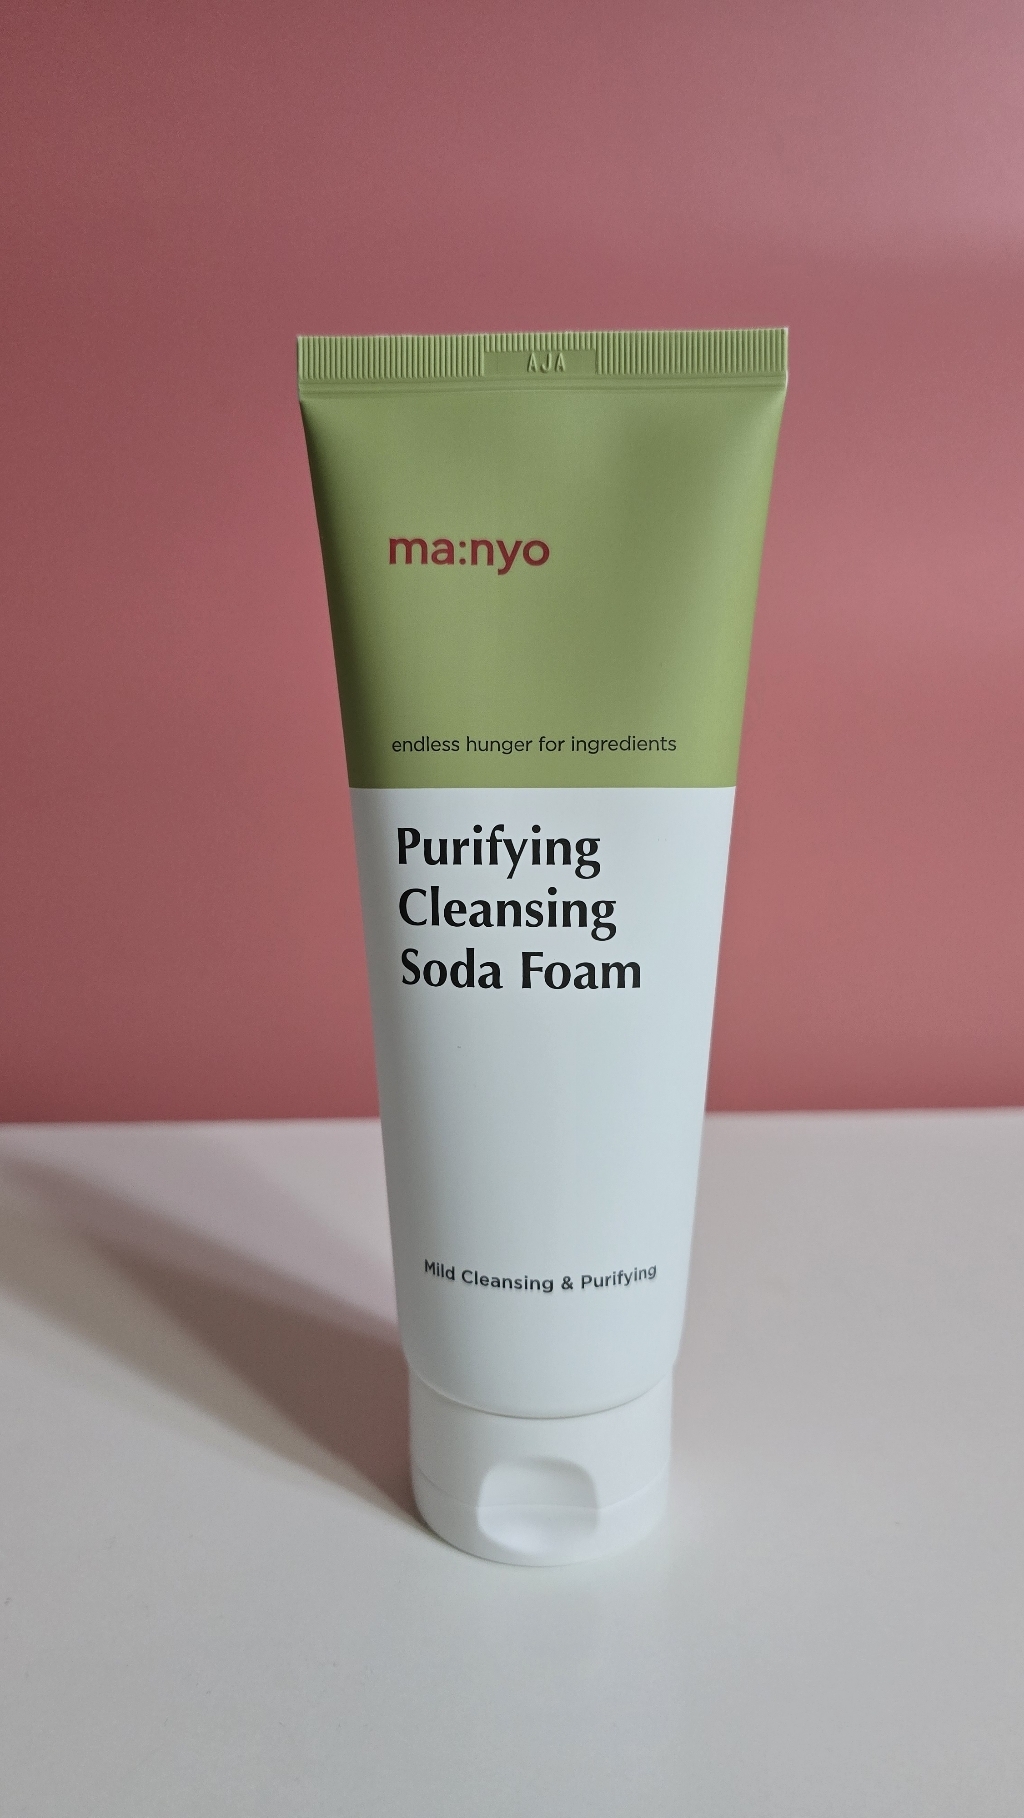 AJA
ma:nyo
endless hunger for ingredients
Purifying
Cleansing
Soda Foam
Mild Cleansing & Purifying